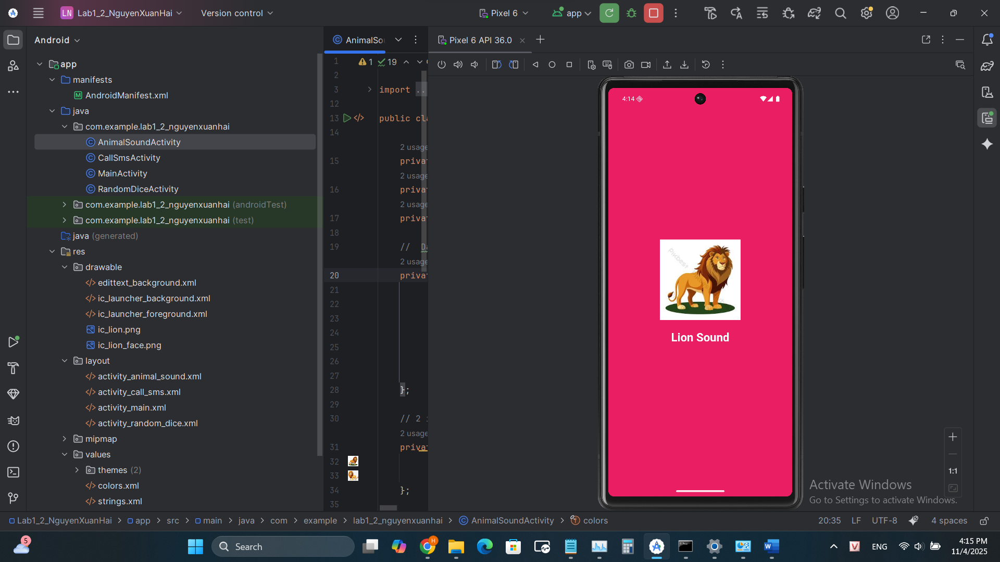 LN Lab1_2_NguyenXuanHai Version control Pixel 6 app
Android
AnimalSo
Pixel 6 API 36.0
app
manifests
AndroidManifest.xml
java
com.example.lab1_2_nguyenxuanhai
AnimalSoundActivity
CallSmsActivity
MainActivity
RandomDiceActivity
com.example.lab1_2_nguyenxuanhai (androidTest)
com.example.lab1_2_nguyenxuanhai (test)
java (generated)
res
drawable
edittext_background.xml
ic_launcher_background.xml
ic_launcher_foreground.xml
ic_lion.png
ic_lion_face.png
layout
activity_animal_sound.xml
activity_call_sms.xml
activity_main.xml
activity_random_dice.xml
mipmap
values
themes (2)
colors.xml
strings.xml
1 1 19
2
3 import ...
12
13 public cl
14
2 usage
15 priva
2 usage
16 priva
2 usage
17 priva
18
19 // D
2 usage
20 priva
21
22
23
24
25
26
27
28 };
29
30 // 2
2 usage
31 priva
32
33
34 };
35
4:14
pikbest
Lion Sound
1:1
Activate Windows
Go to Settings to activate Windows.
Lab1_2_NguyenXuanHai > app > src > main > java > com > example > lab1_2_nguyenxuanhai > AnimalSoundActivity > colors
20:35 LF UTF-8 4 spaces
5
Search
H
ENG
4:15 PM
11/4/2025